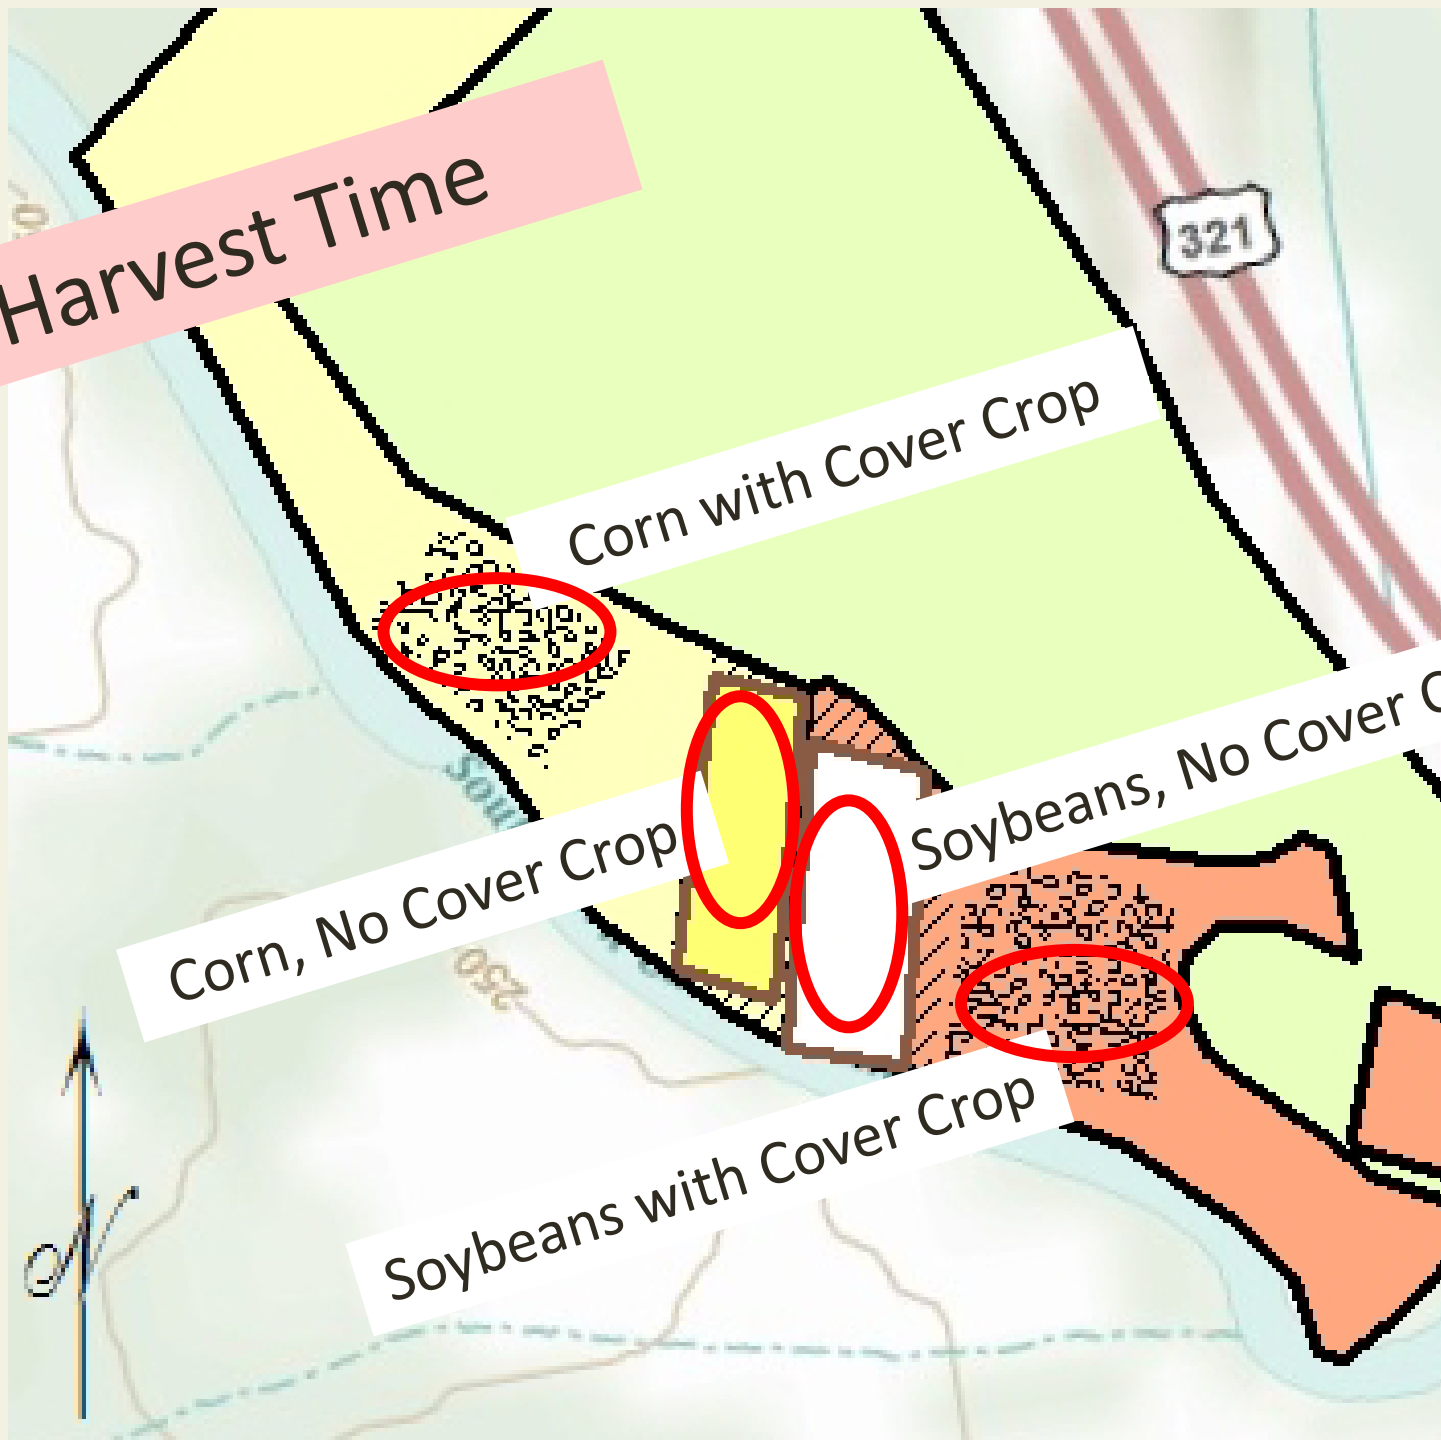 Harvest Time
321
Corn with Cover Crop
Soybeans, No Cover
Corn, No Cover Crop
250
Soybeans with Cover Crop